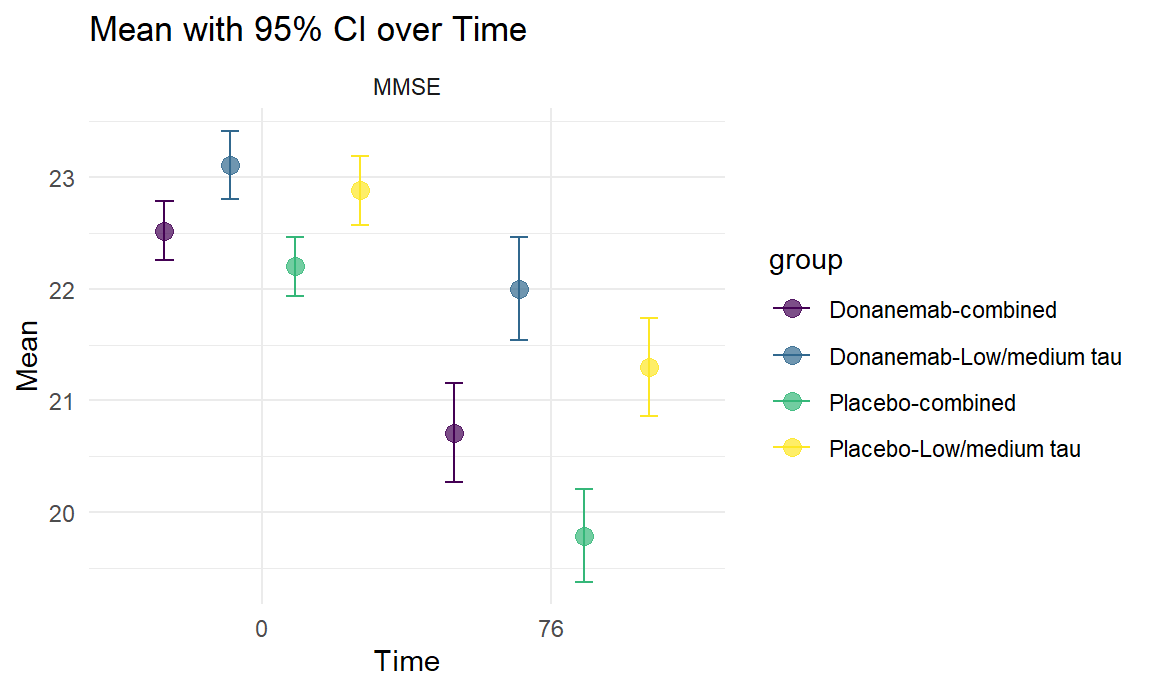 Mean with 95% CI over Time
MMSE
Mean
23
22
21
20
0
76
Time
group
Donanemab-combined
Donanemab-Low/medium tau
Placebo-combined
Placebo-Low/medium tau